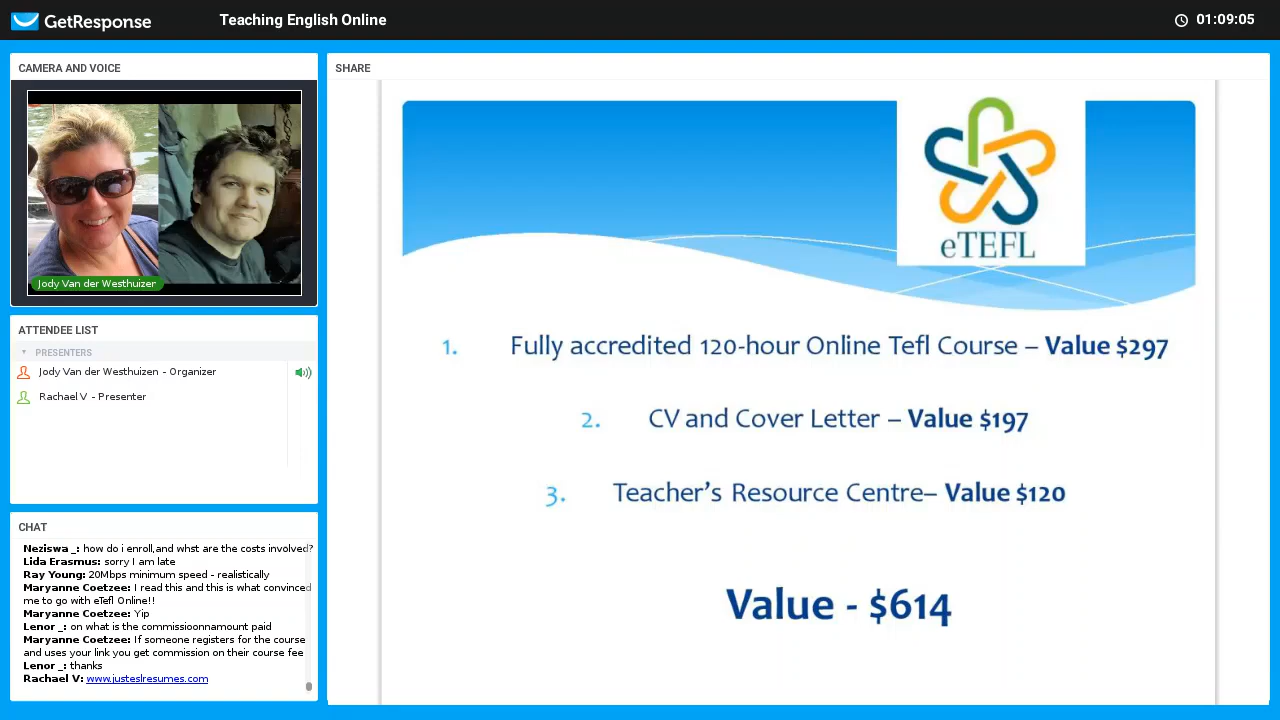 GetResponse
Teaching English Online
01:09:05
CAMERA AND VOICE
Jody Van der Westhuizen
ATTENDEE LIST
PRESENTERS
Jody Van der Westhuizen - Organizer
Rachael V - Presenter
CHAT
Neziswa _: how do i enroll,and whst are the costs involved?
Lida Erasmus: sorry I am late
Ray Young: 20Mbps minimum speed - realistically
Maryanne Coetzee: I read this and this is what convinced
me to go with eTefl Online!!
Maryanne Coetzee: Yip
Lenor _: on what is the commissioonnamount paid
Maryanne Coetzee: If someone registers for the course
and uses your link you get commission on their course fee
Lenor _: thanks
Rachael V: www.justeslresumes.com
SHARE
eTEFL
1. Fully accredited 120-hour Online Tefl Course – Value $297
2. CV and Cover Letter – Value $197
3. Teacher's Resource Centre– Value $120
Value - $614